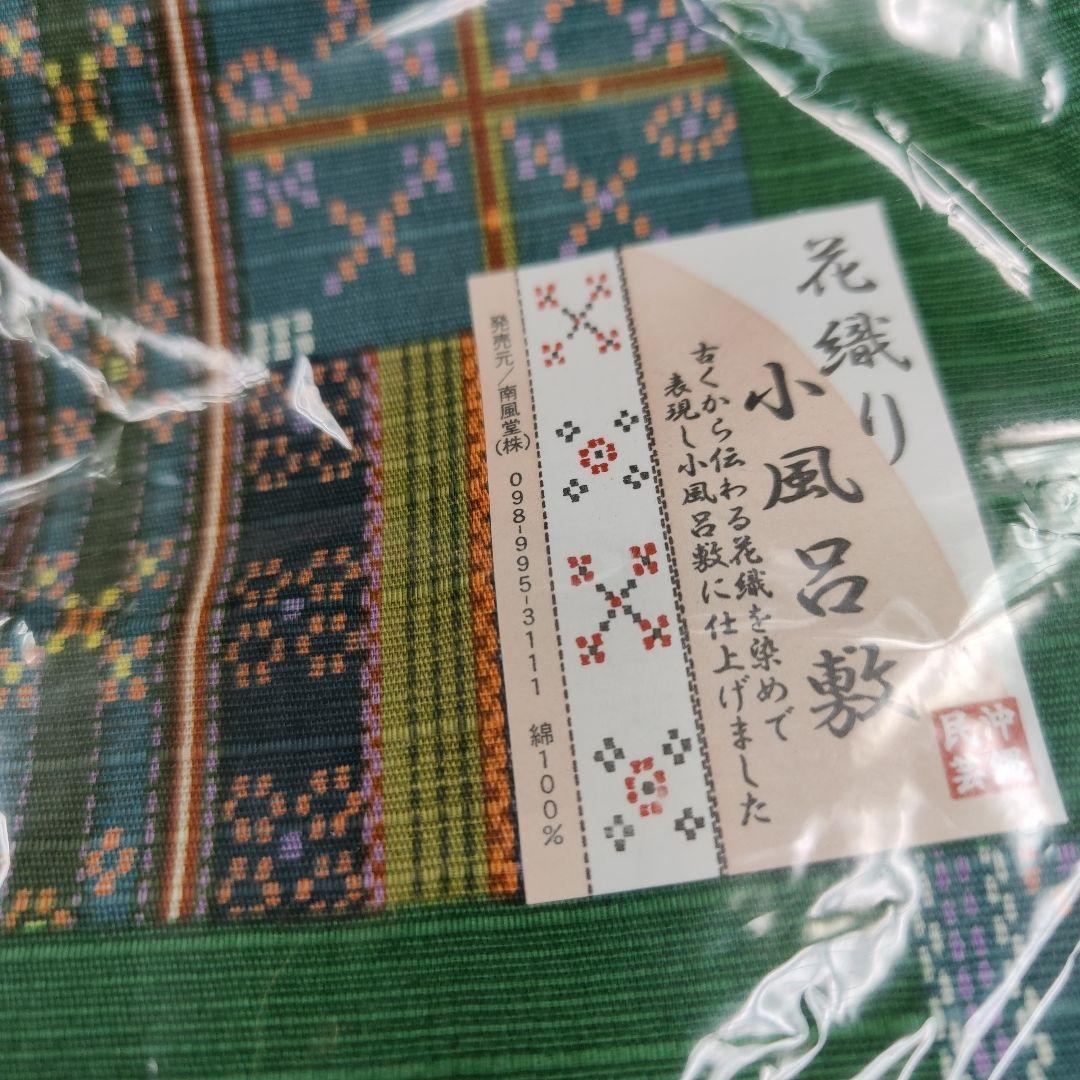 花織り
小風呂敷
古くから伝わる花織を染めで
表現し小風呂敷に仕上げました
沖縄
民芸
発売元/南風堂(株) 098-995-3111 綿100%